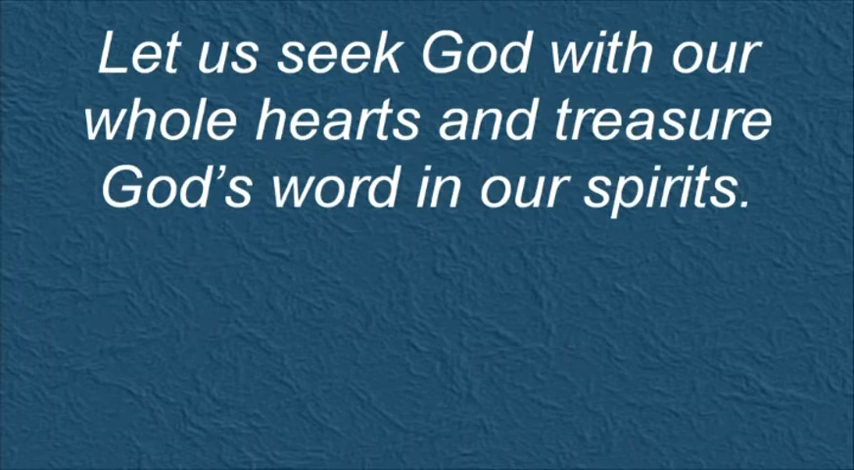 Let us seek God with our
whole hearts and treasure
God’s word in our spirits.